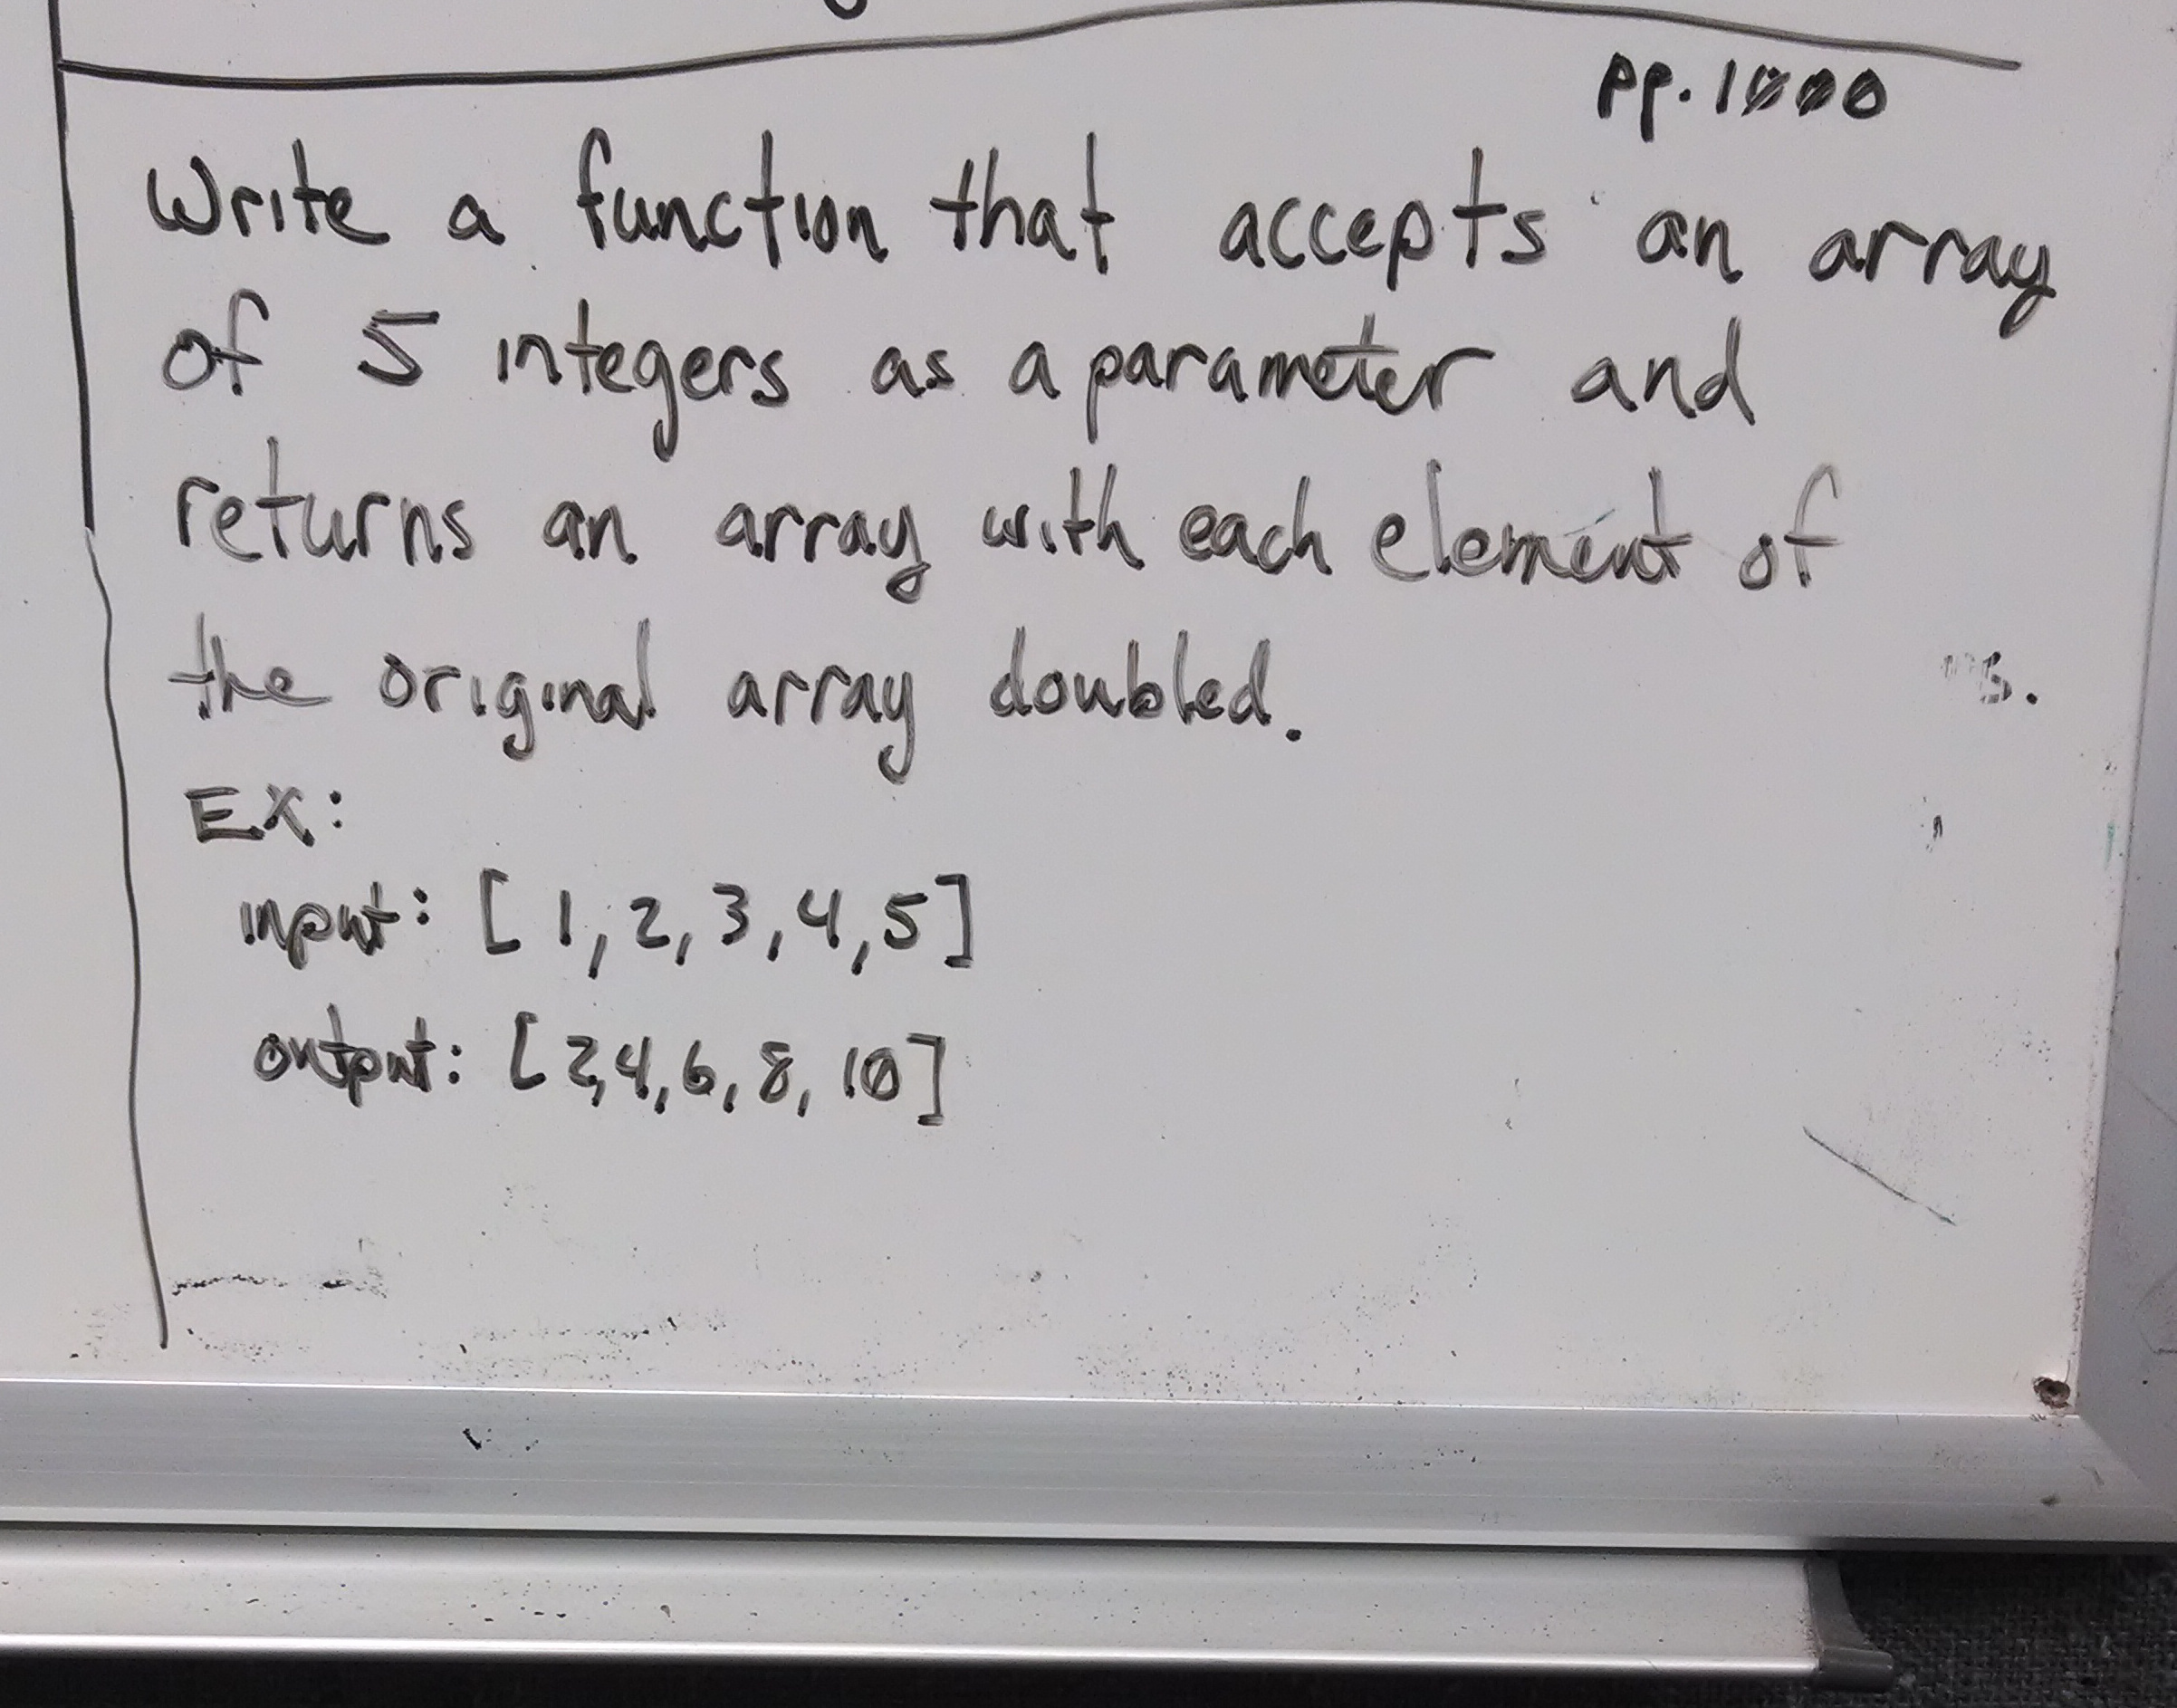 pp. 1000
Write a function that accepts an array
of 5 integers as a parameter and
returns an array with each element of
the original array doubled.
EX:
input: [1, 2, 3, 4, 5]
output: [2,4,6,8,10]